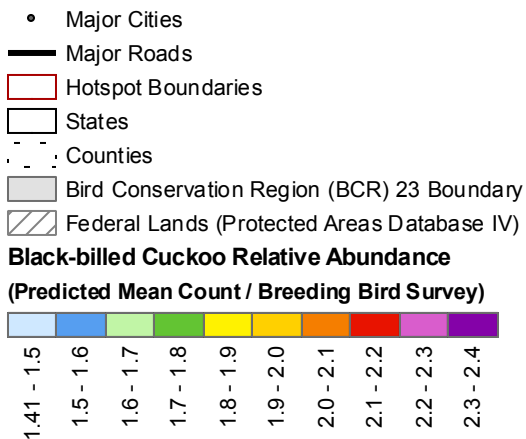 Major Cities
Major Roads
Hotspot Boundaries
States
Counties
Bird Conservation Region (BCR) 23 Boundary
Federal Lands (Protected Areas Database IV)
Black-billed Cuckoo Relative Abundance
(Predicted Mean Count / Breeding Bird Survey)
1.41 - 1.5
1.5 - 1.6
1.6 - 1.7
1.7 - 1.8
1.8 - 1.9
1.9 - 2.0
2.0 - 2.1
2.1 - 2.2
2.2 - 2.3
2.3 - 2.4